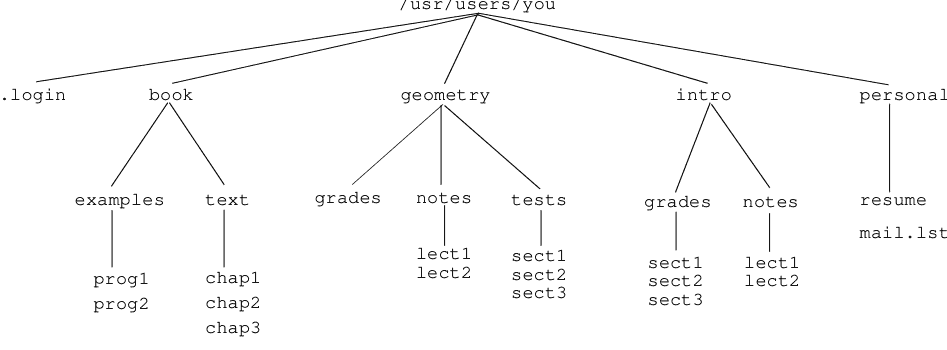 /usr/users/you
.login book geometry intro personal
examples text grades notes tests grades notes resume
mail.lst
lect1 sect1 sect1 lect1
lect2 sect2 sect2 lect2
sect3 sect3
prog1 chap1
prog2 chap2
chap3